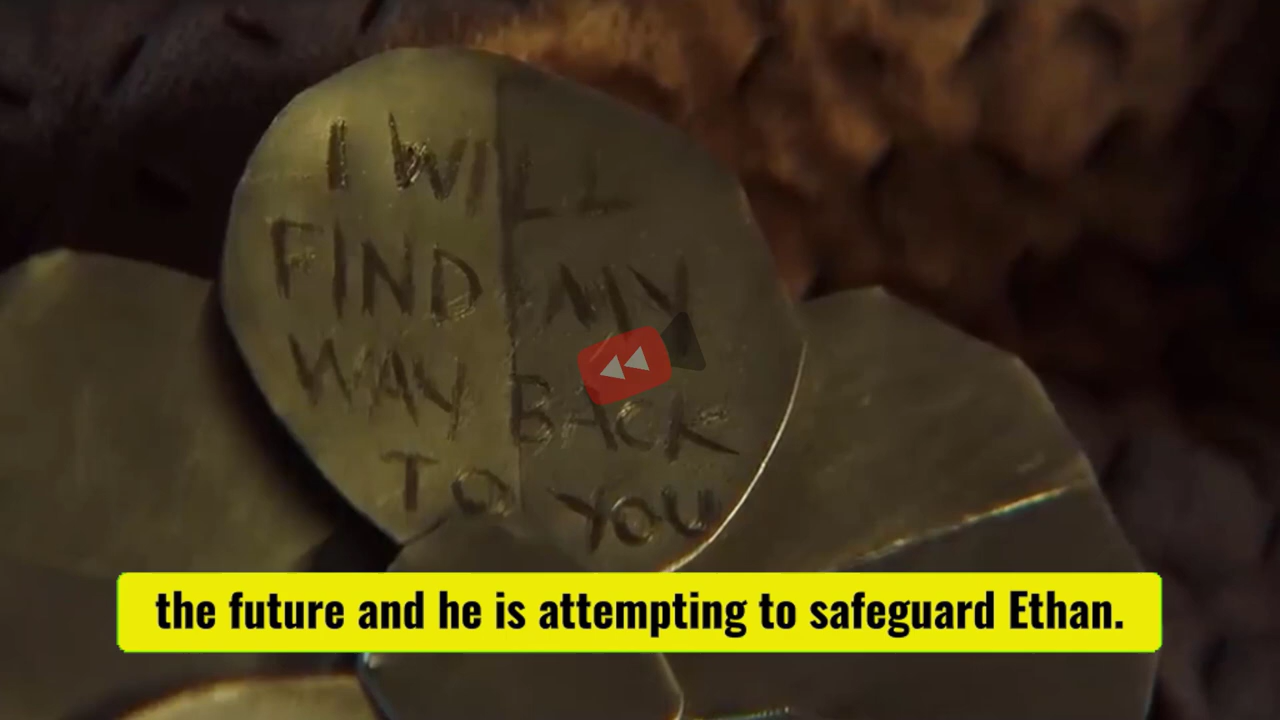 I WILL
FIND MY
WAY BACK
TO YOU
the future and he is attempting to safeguard Ethan.